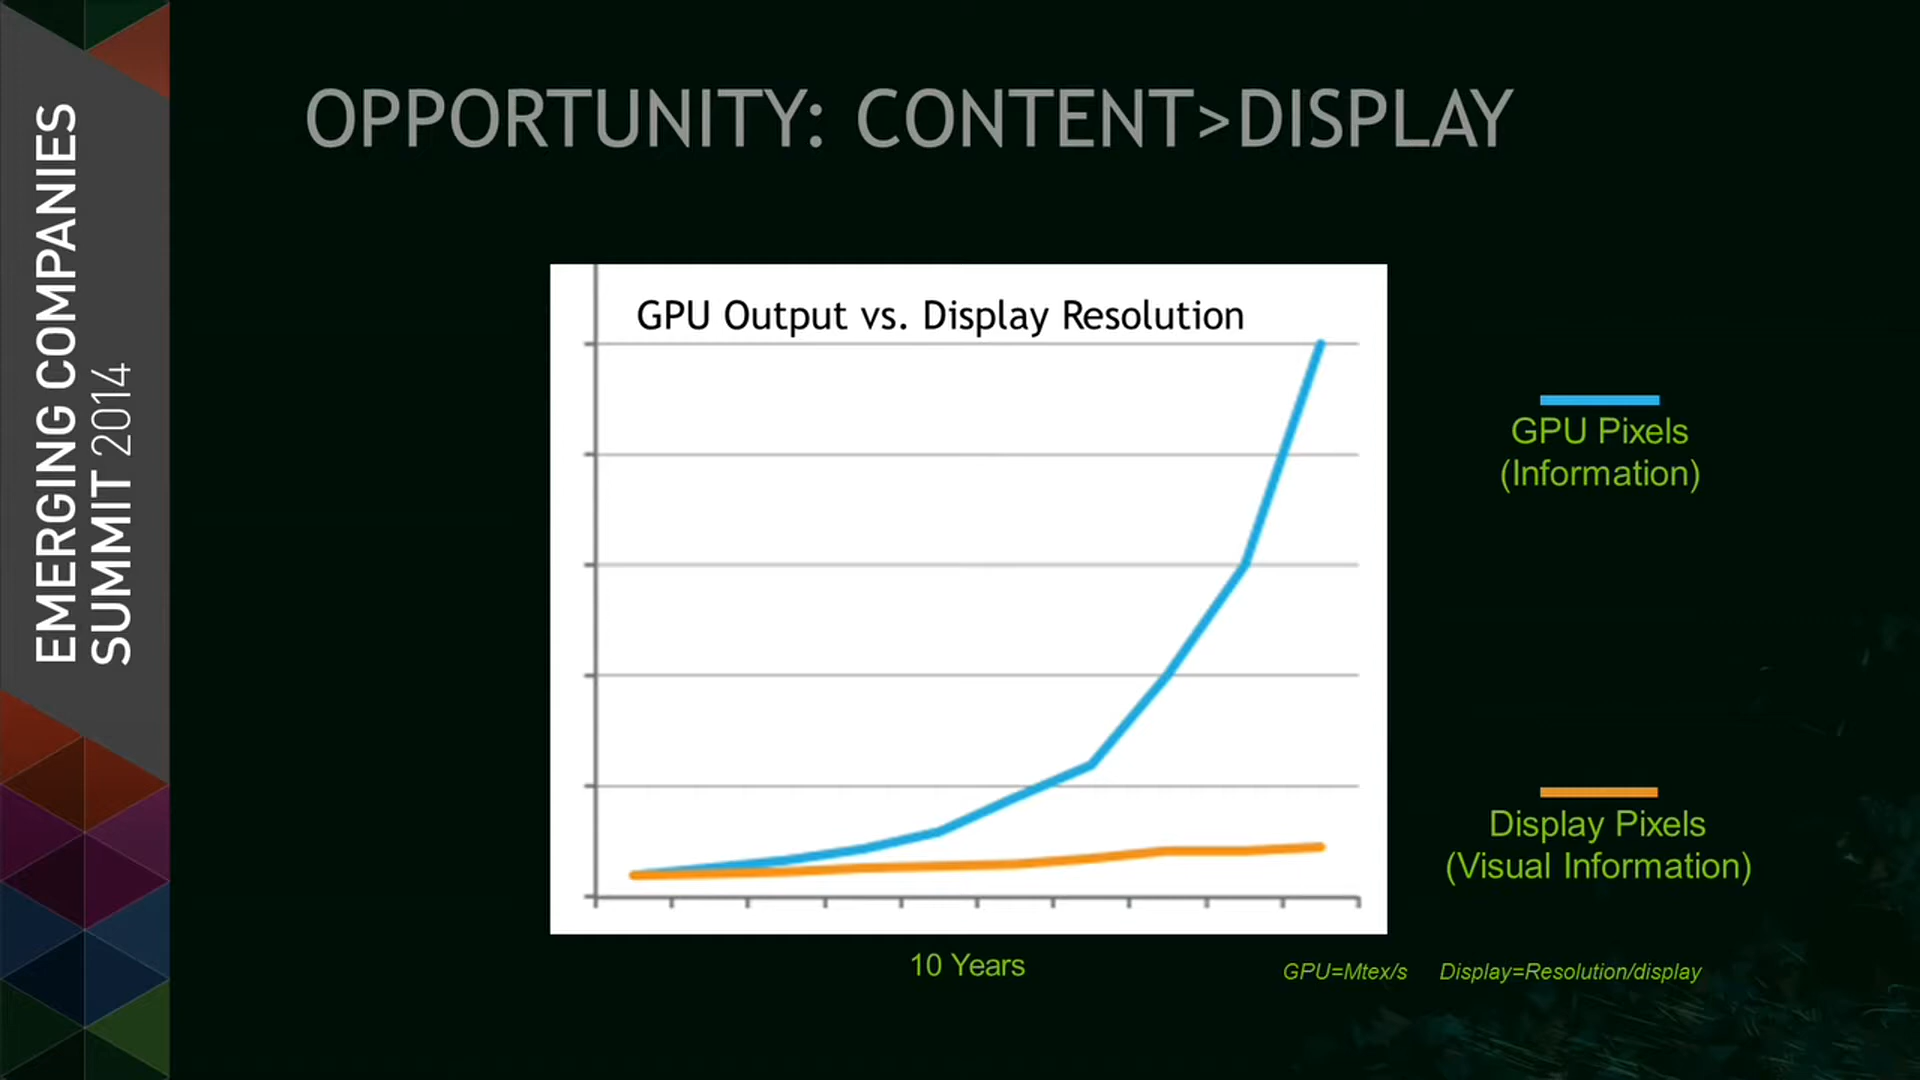 EMERGING COMPANIES
SUMMIT 2014
OPPORTUNITY: CONTENT>DISPLAY
GPU Output vs. Display Resolution
GPU Pixels
(Information)
Display Pixels
(Visual Information)
10 Years
GPU=Mtex/s Display=Resolution/display